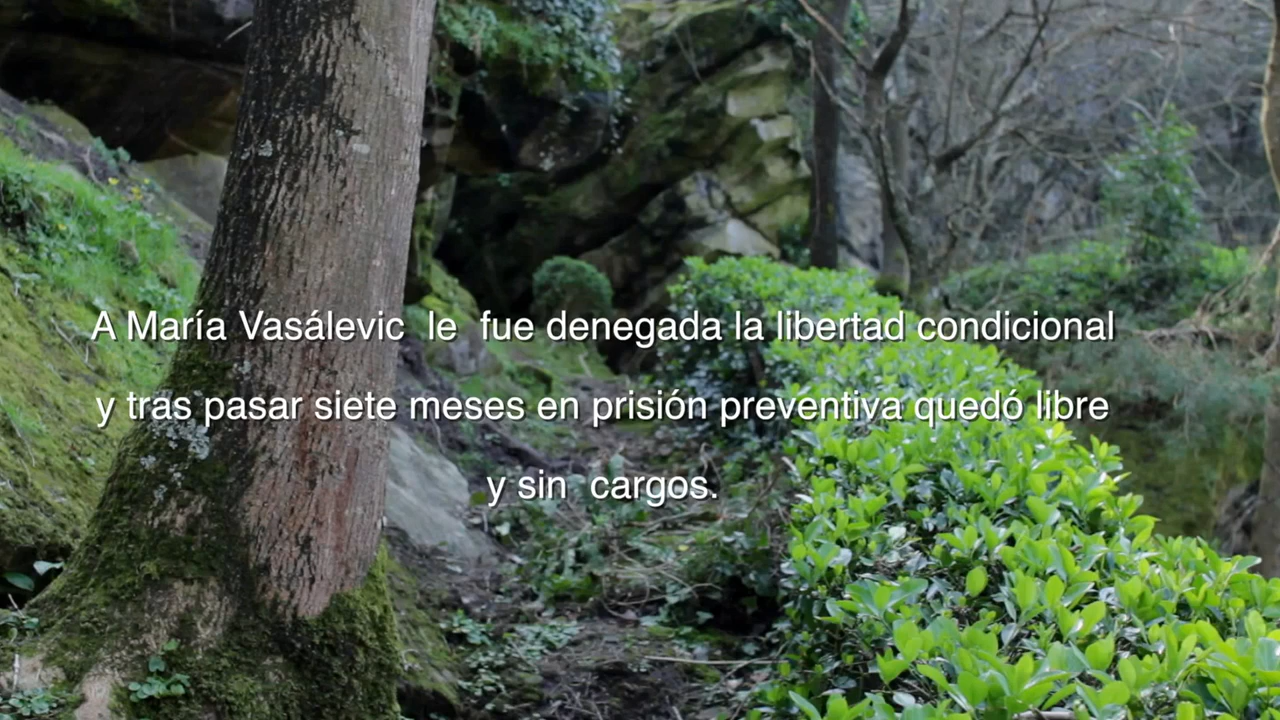 A María Vasálevic  le  fue denegada la libertad condicional
y tras pasar siete meses en prisión preventiva quedó libre
y sin  cargos.